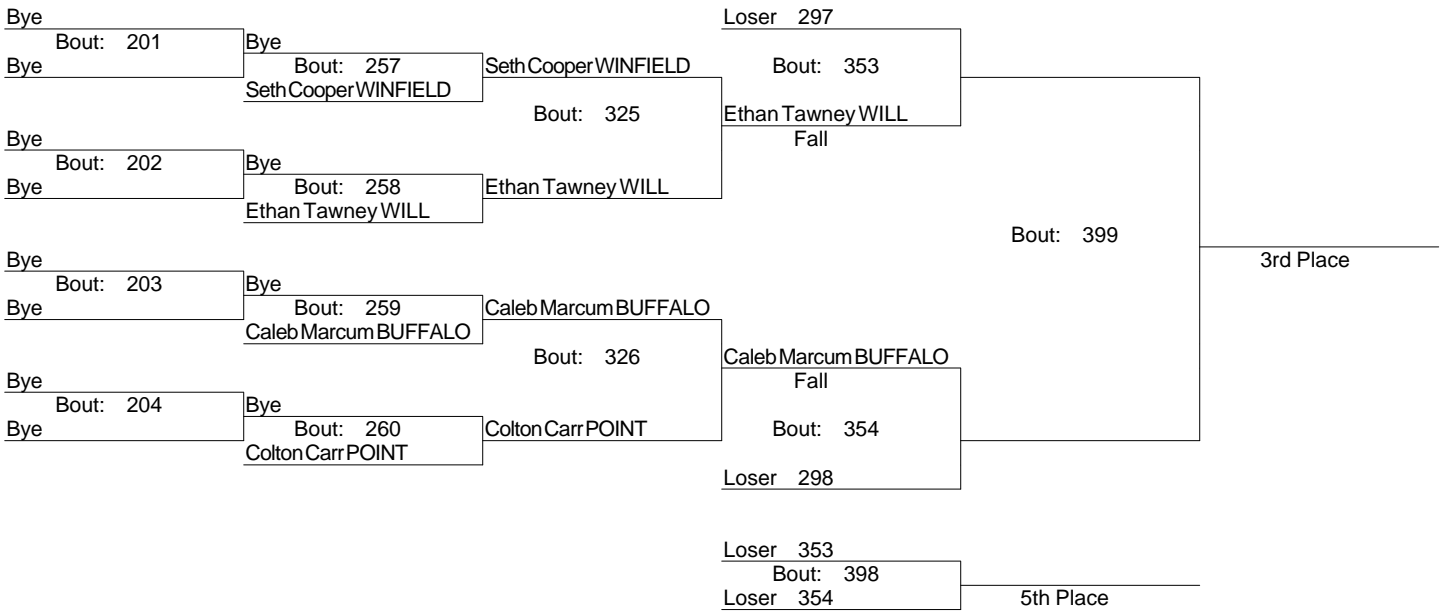 Bye
Loser 297
Bout: 201
Bye
Bye
Bout: 257
Seth Cooper WINFIELD
Bout: 353
Seth Cooper WINFIELD
Bout: 325
Ethan Tawney WILL
Bye
Fall
Bout: 202
Bye
Bye
Bout: 258
Ethan Tawney WILL
Ethan Tawney WILL
Bout: 399
Bye
3rd Place
Bout: 203
Bye
Bye
Bout: 259
Caleb Marcum BUFFALO
Caleb Marcum BUFFALO
Bout: 326
Caleb Marcum BUFFALO
Bye
Fall
Bout: 204
Bye
Bye
Bout: 260
Colton Carr POINT
Bout: 354
Colton Carr POINT
Loser 298
Loser 353
Bout: 398
Loser 354
5th Place